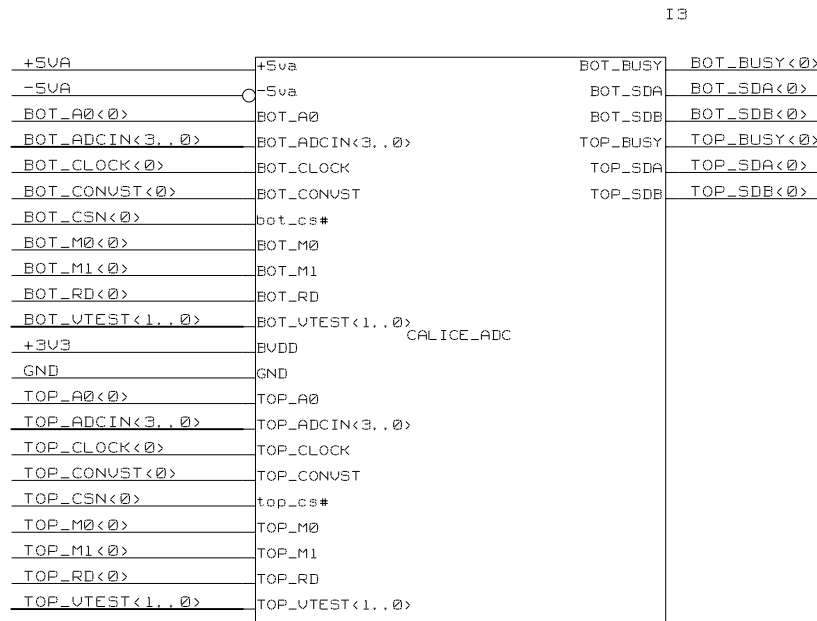 I3
+5VA +5va BOT_BUSY BOT_BUSY<0>
-5VA -5va BOT_SDA BOT_SDA<0>
BOT_A0<0> BOT_A0 BOT_SDB BOT_SDB<0>
BOT_ADCIN<3..0> BOT_ADCIN<3..0> TOP_BUSY TOP_BUSY<0>
BOT_CLOCK<0> BOT_CLOCK TOP_SDA TOP_SDA<0>
BOT_CONVST<0> BOT_CONVST TOP_SDB TOP_SDB<0>
BOT_CSN<0> bot_cs#
BOT_M0<0> BOT_M0
BOT_M1<0> BOT_M1
BOT_RD<0> BOT_RD
BOT_VTEST<1..0> BOT_VTEST<1..0>
CALICE_ADC
+3V3 BVDD
GND GND
TOP_A0<0> TOP_A0
TOP_ADCIN<3..0> TOP_ADCIN<3..0>
TOP_CLOCK<0> TOP_CLOCK
TOP_CONVST<0> TOP_CONVST
TOP_CSN<0> top_cs#
TOP_M0<0> TOP_M0
TOP_M1<0> TOP_M1
TOP_RD<0> TOP_RD
TOP_VTEST<1..0> TOP_VTEST<1..0>